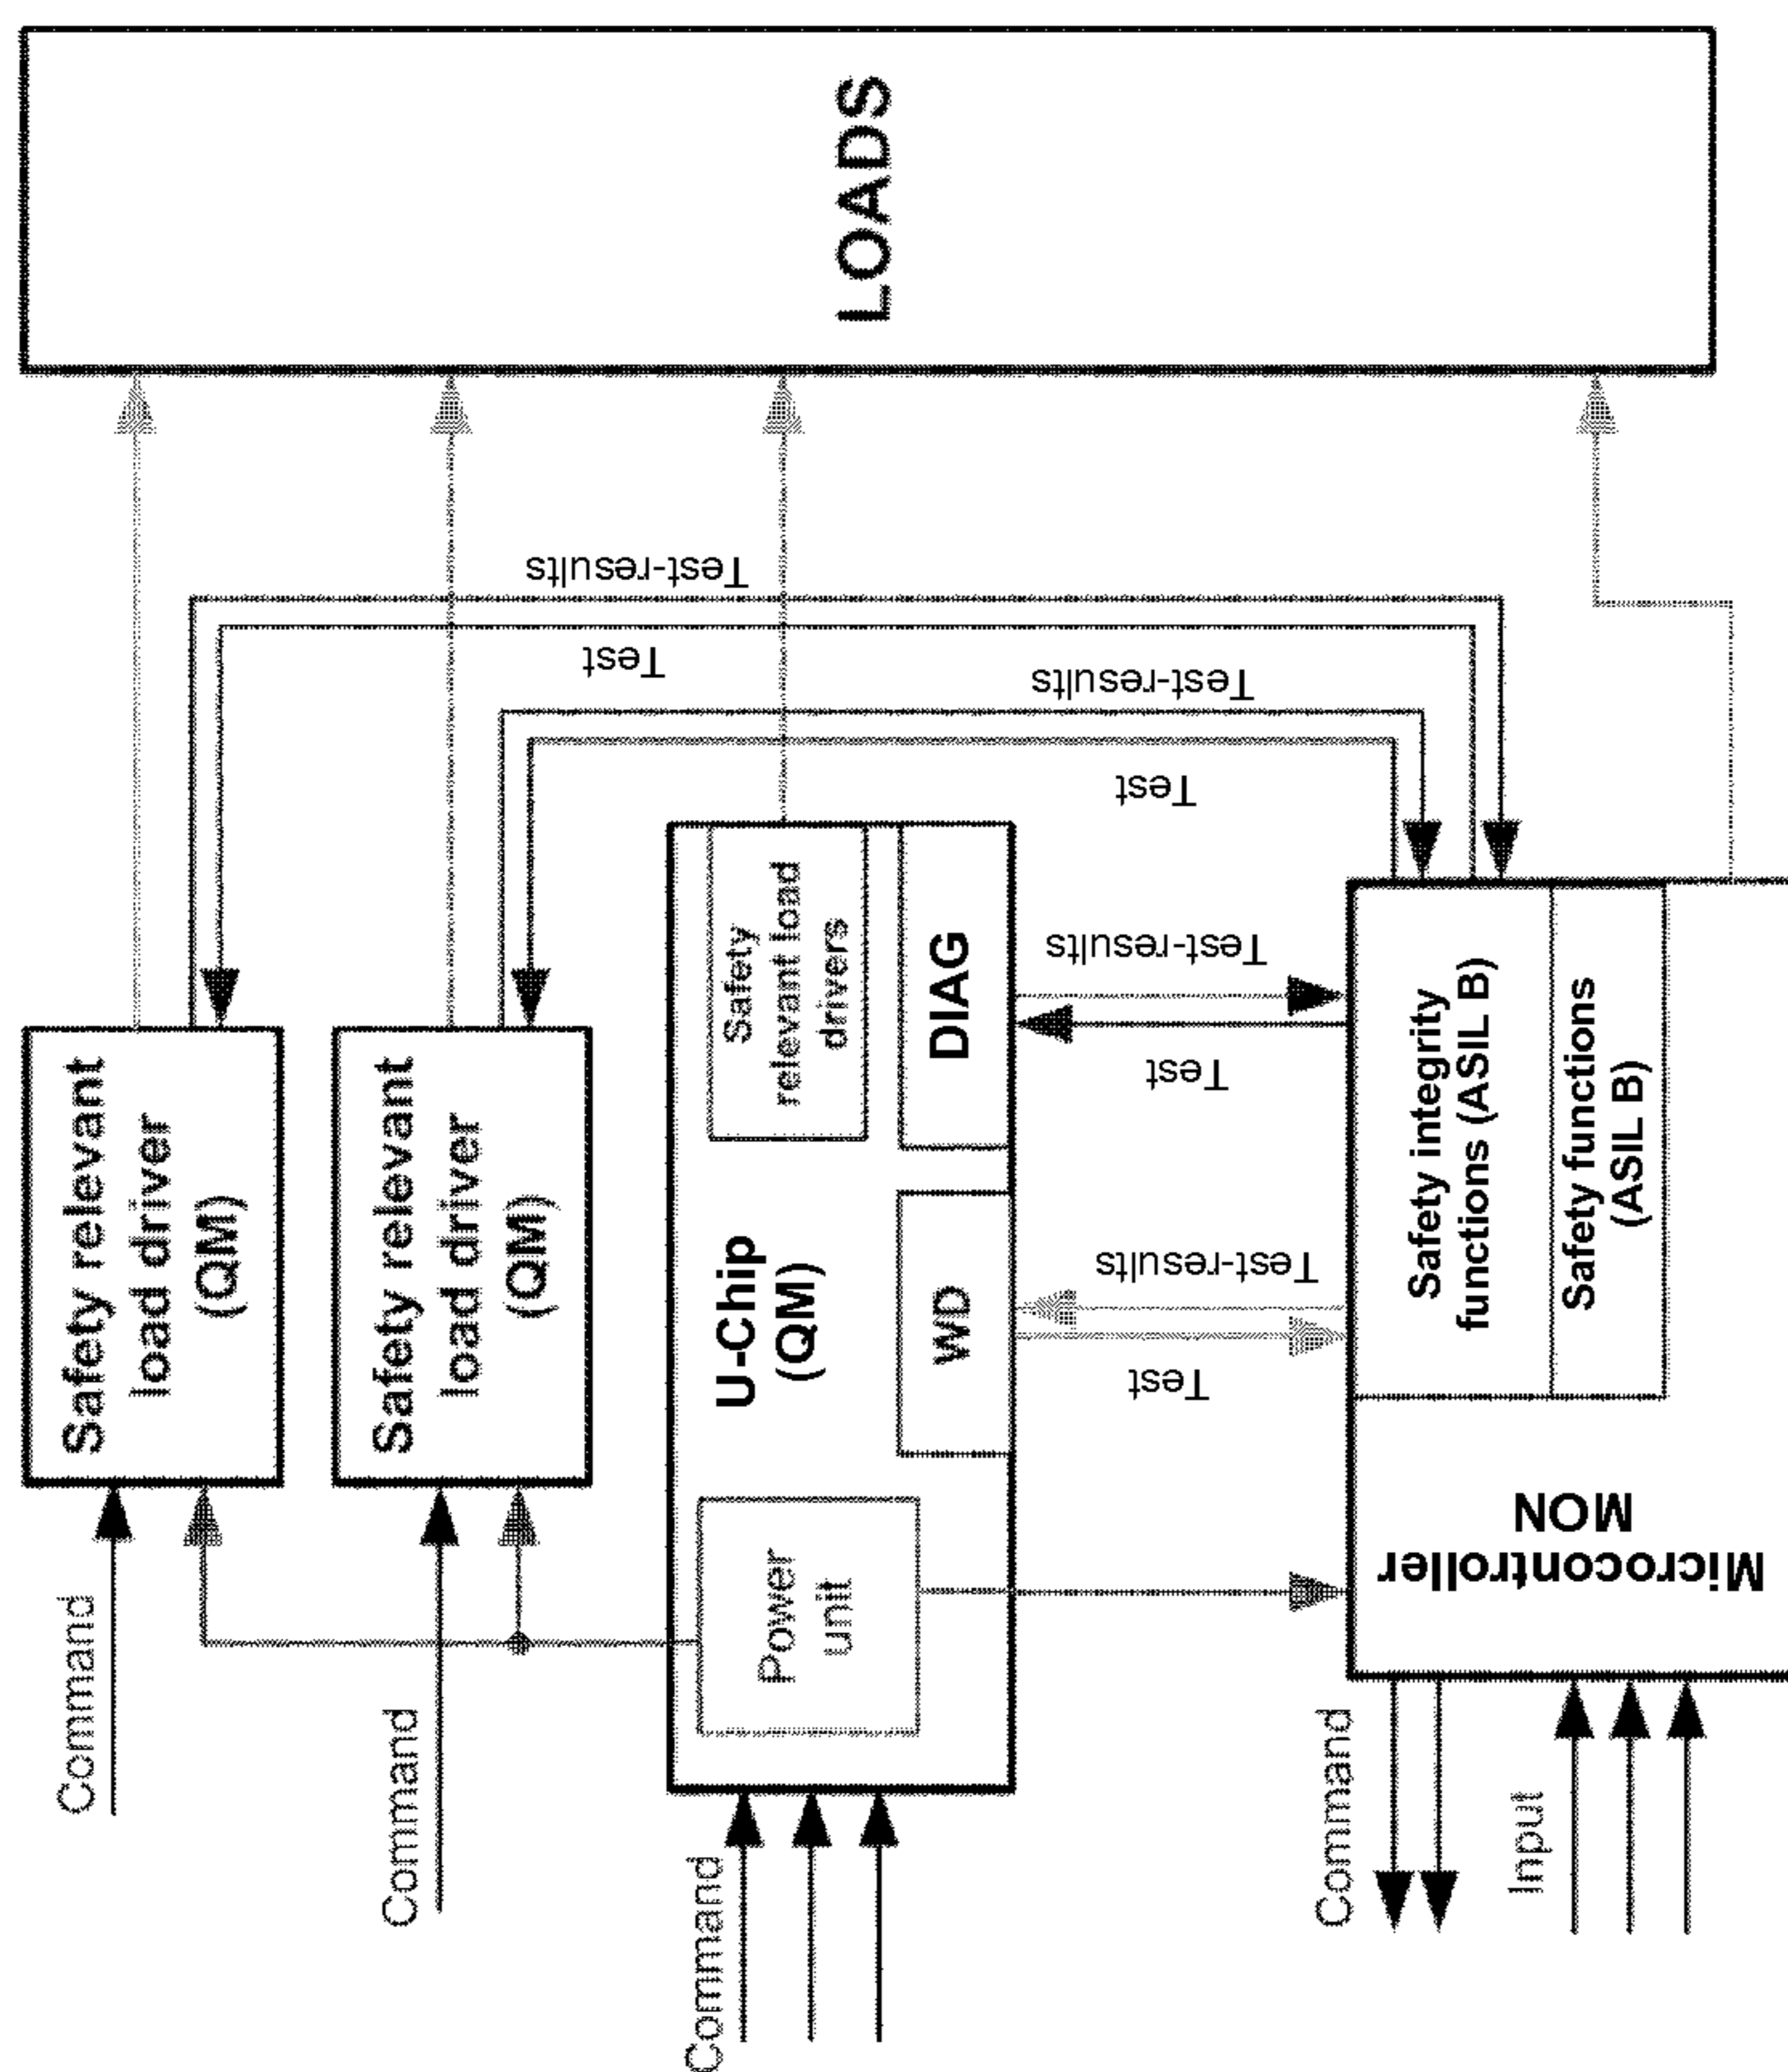 LOADS
Test-results
Test
Test-results
Test
Safety relevant
load driver
(QM)
Command
Safety relevant
load driver
(QM)
Command
U-Chip
(QM)
Safety
relevant load
drivers
DIAG
WD
Power
unit
Command
Test-results
Test
Test-results
Test
Safety integrity
functions (ASIL B)
Safety functions
(ASIL B)
Microcontroller
MON
Command
Input